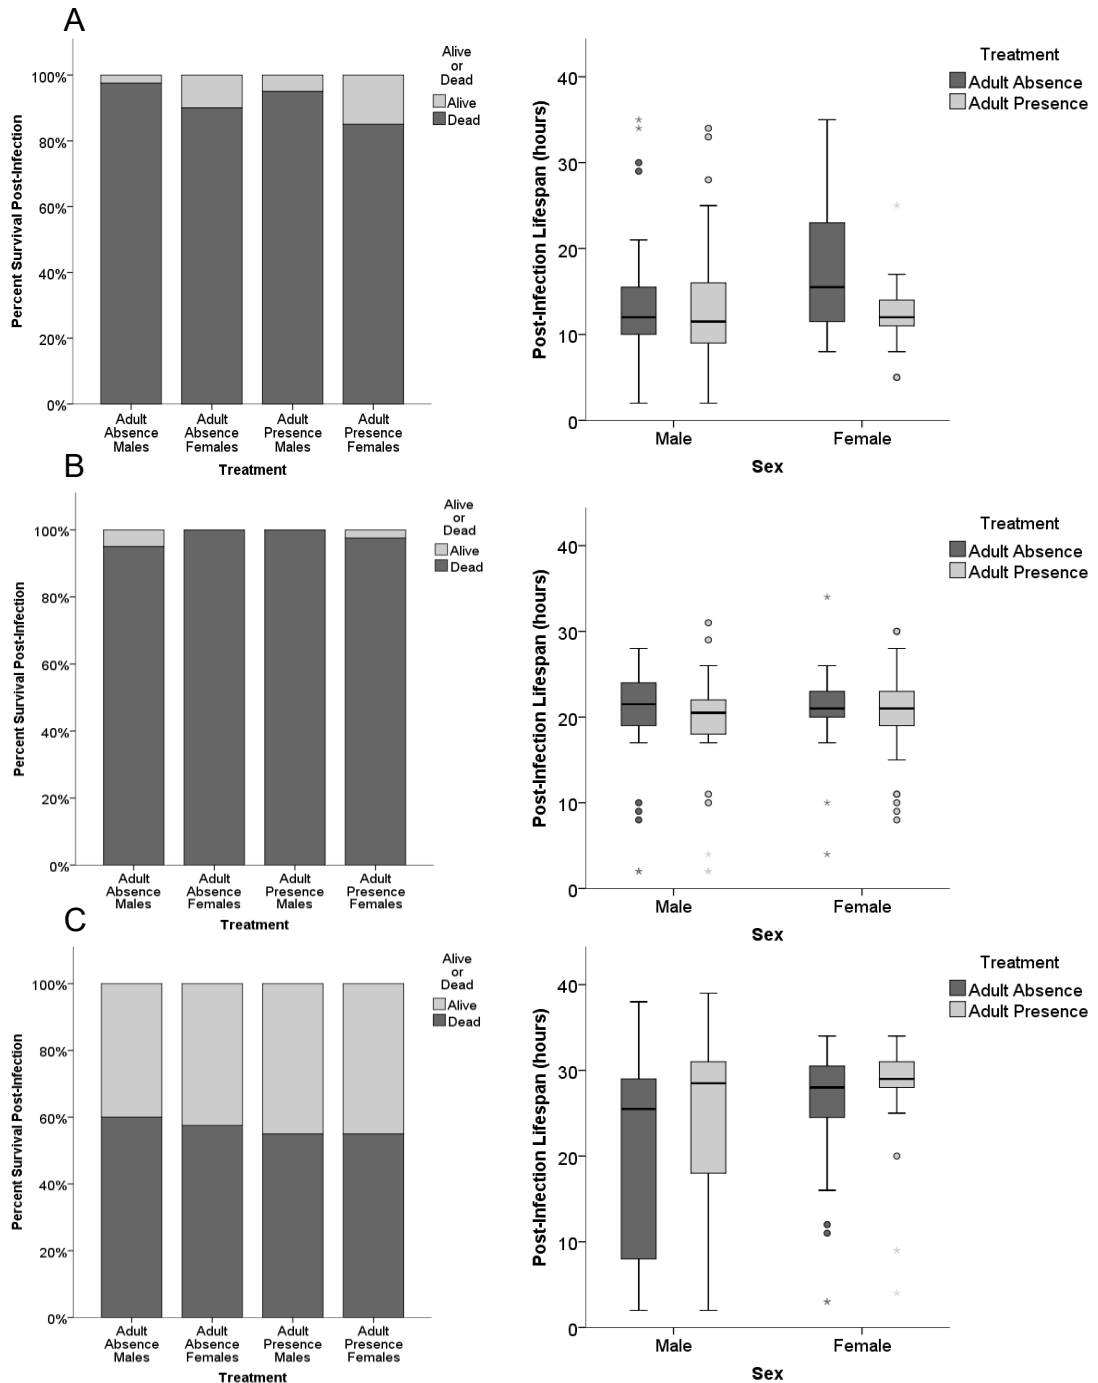 A
Percent Survival Post-Infection
100%
80%
60%
40%
20%
0%
Adult Absence Males
Adult Absence Females
Adult Presence Males
Adult Presence Females
Treatment
Alive
or
Dead
Alive
Dead
Post-Infection Lifespan (hours)
40
30
20
10
0
Male
Female
Sex
Treatment
Adult Absence
Adult Presence
B
Percent Survival Post-Infection
100%
80%
60%
40%
20%
0%
Adult Absence Males
Adult Absence Females
Adult Presence Males
Adult Presence Females
Treatment
Alive
or
Dead
Alive
Dead
Post-Infection Lifespan (hours)
40
30
20
10
0
Male
Female
Sex
Treatment
Adult Absence
Adult Presence
C
Percent Survival Post-Infection
100%
80%
60%
40%
20%
0%
Adult Absence Males
Adult Absence Females
Adult Presence Males
Adult Presence Females
Treatment
Alive
or
Dead
Alive
Dead
Post-Infection Lifespan (hours)
40
30
20
10
0
Male
Female
Sex
Treatment
Adult Absence
Adult Presence